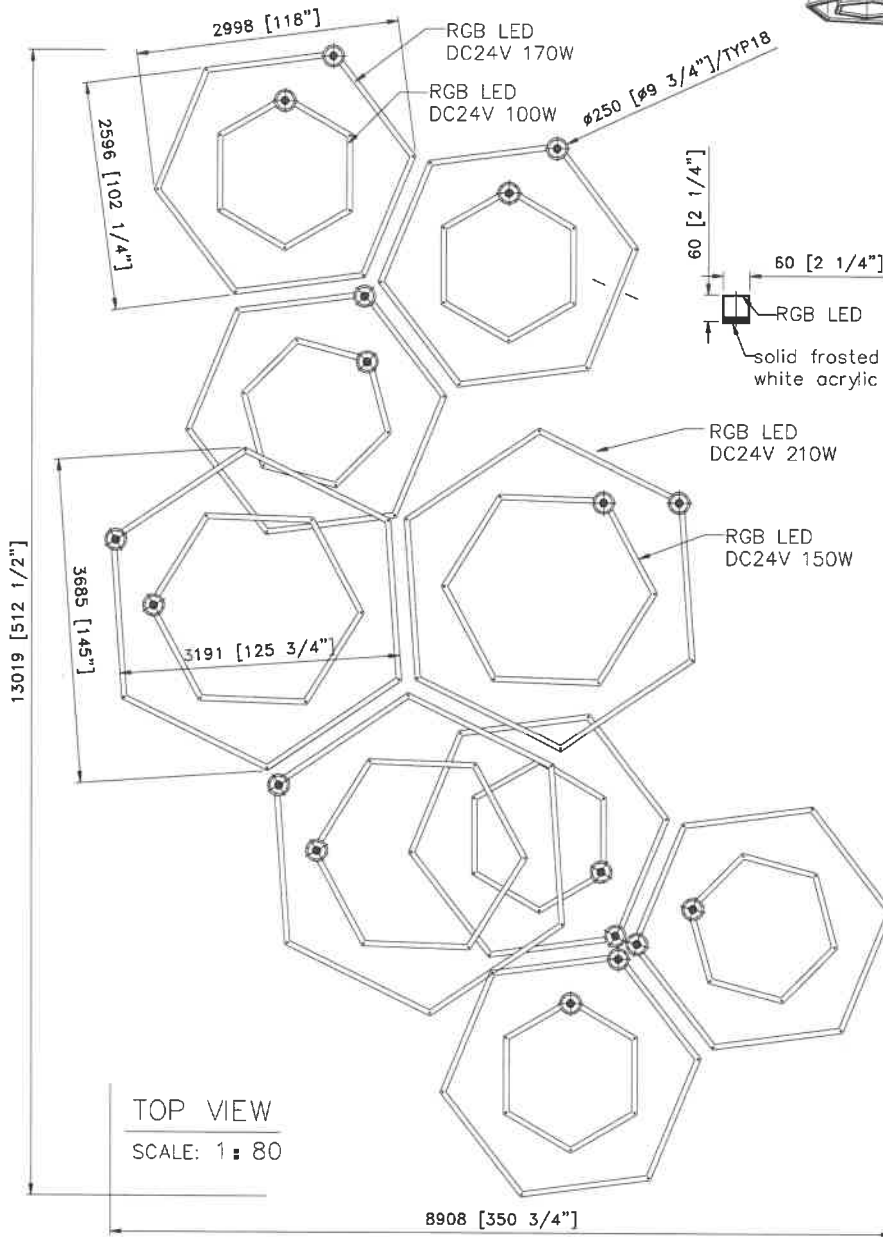 2998 [118"]
RGB LED
DC24V 170W
RGB LED
DC24V 100W
ø250 [ø9 3/4"]/TYP18
2596 [102 1/4"]
60 [2 1/4"]
60 [2 1/4"]
RGB LED
solid frosted
white acrylic
RGB LED
DC24V 210W
RGB LED
DC24V 150W
13019 [512 1/2"]
3685 [145"]
3191 [125 3/4"]
TOP VIEW
SCALE: 1:80
8908 [350 3/4"]